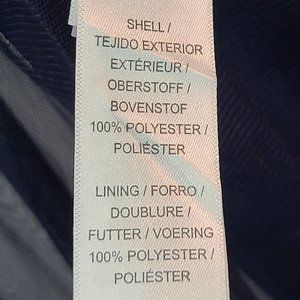 SHELL /
TEJIDO EXTERIOR
EXTÉRIEUR /
OBERSTOFF /
BOVENSTOF
100% POLYESTER /
POLIÉSTER
LINING / FORRO /
DOUBLURE /
FUTTER / VOERING
100% POLYESTER /
POLIÉSTER